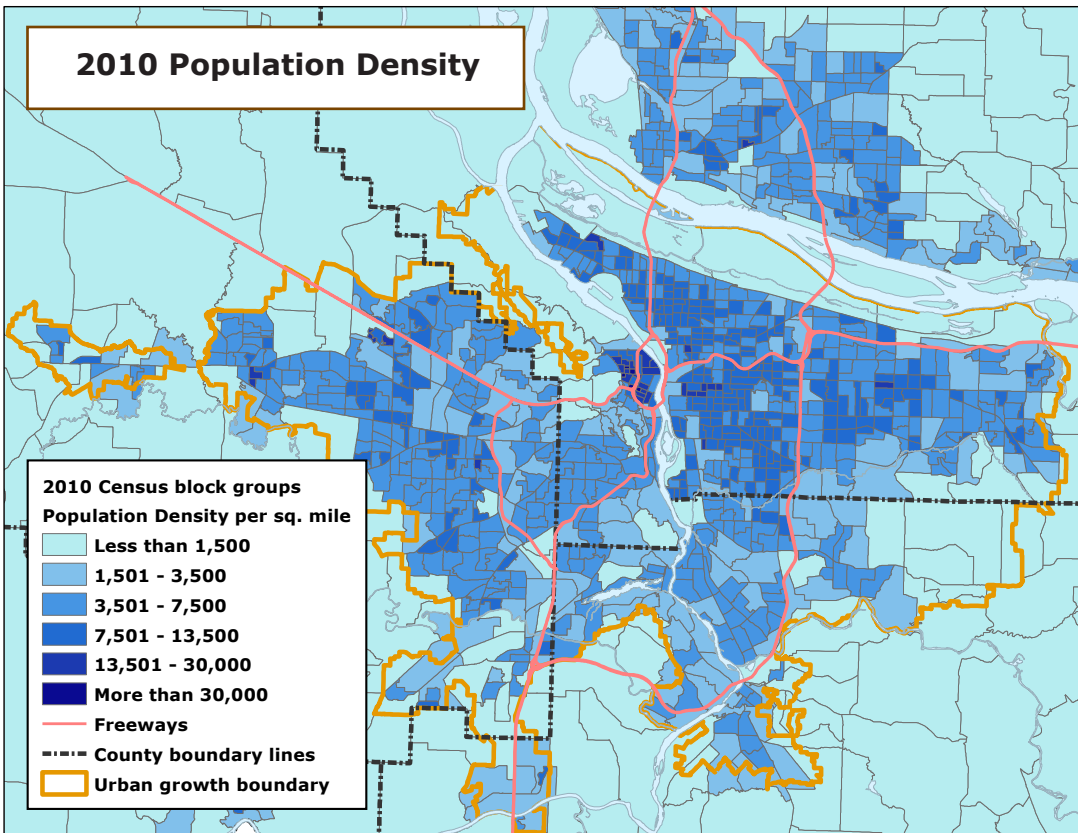 2010 Population Density
2010 Census block groups
Population Density per sq. mile
Less than 1,500
1,501 - 3,500
3,501 - 7,500
7,501 - 13,500
13,501 - 30,000
More than 30,000
Freeways
County boundary lines
Urban growth boundary